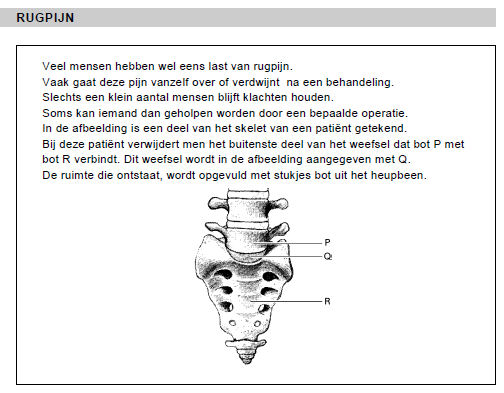 RUGPIJN
Veel mensen hebben wel eens last van rugpijn.
Vaak gaat deze pijn vanzelf over of verdwijnt na een behandeling.
Slechts een klein aantal mensen blijft klachten houden.
Soms kan iemand dan geholpen worden door een bepaalde operatie.
In de afbeelding is een deel van het skelet van een patiënt getekend.
Bij deze patiënt verwijdert men het buitenste deel van het weefsel dat bot P met
bot R verbindt. Dit weefsel wordt in de afbeelding aangegeven met Q.
De ruimte die ontstaat, wordt opgevuld met stukjes bot uit het heupbeen.
P
Q
R